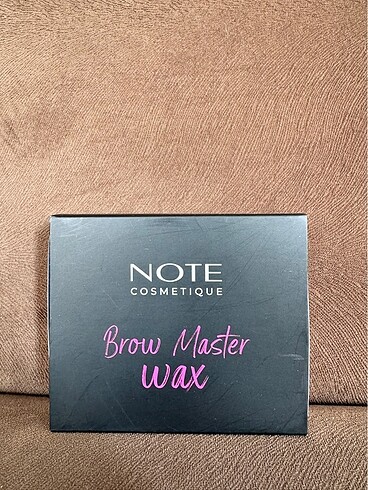 NOTE
COSMETIQUE
Brow Master
wax